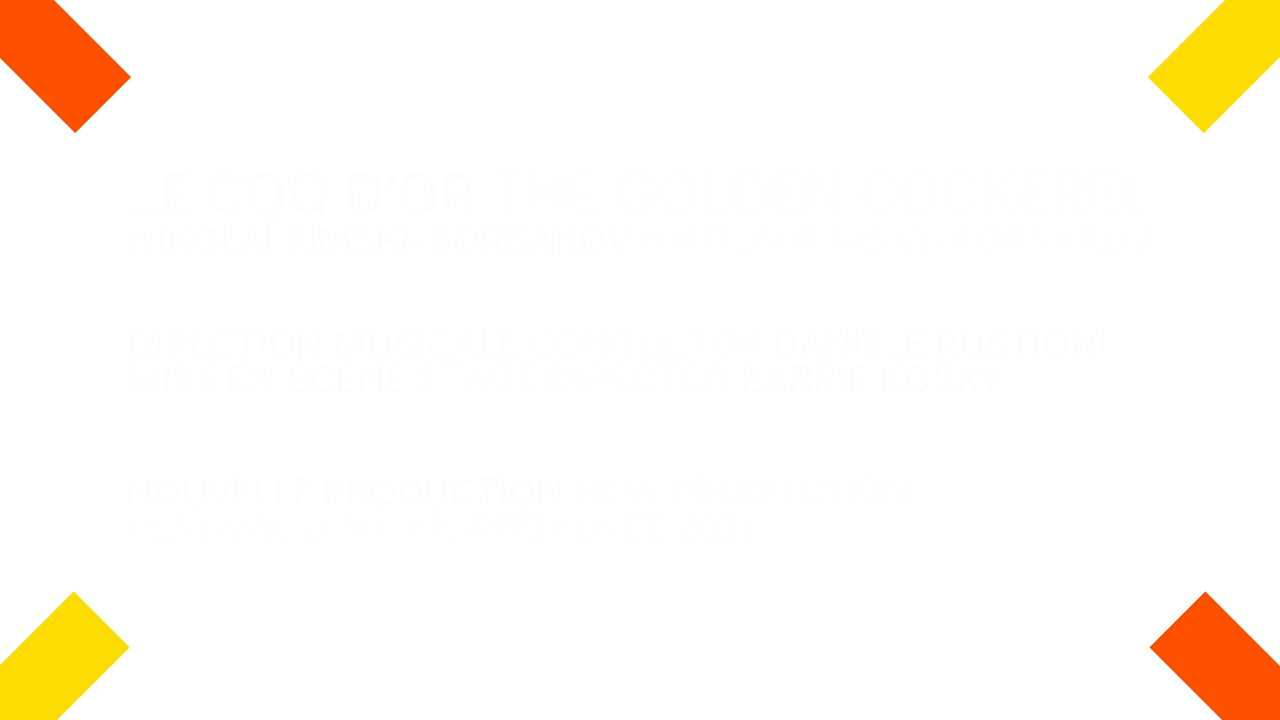 LE COQ D'OR THE GOLDEN COCKEREL
NIKOLAÏ RIMSKI-KORSAKOV NIKOLAI RIMSKY-KORSAKOV
DIRECTION MUSICALE CONDUCTOR DANIELE RUSTIONI
MISE EN SCÈNE STAGE DIRECTOR BARRIE KOSKY
NOUVELLE PRODUCTION NEW PRODUCTION
FESTIVAL D'AIX-EN-PROVENCE 2021